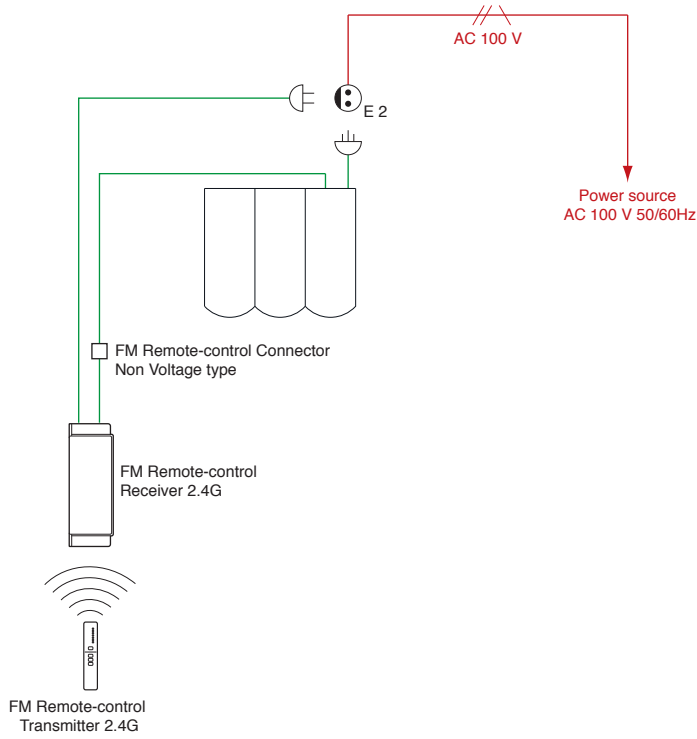 AC 100 V
E 2
Power source
AC 100 V 50/60Hz
FM Remote-control Connector
Non Voltage type
FM Remote-control
Receiver 2.4G
FM Remote-control
Transmitter 2.4G